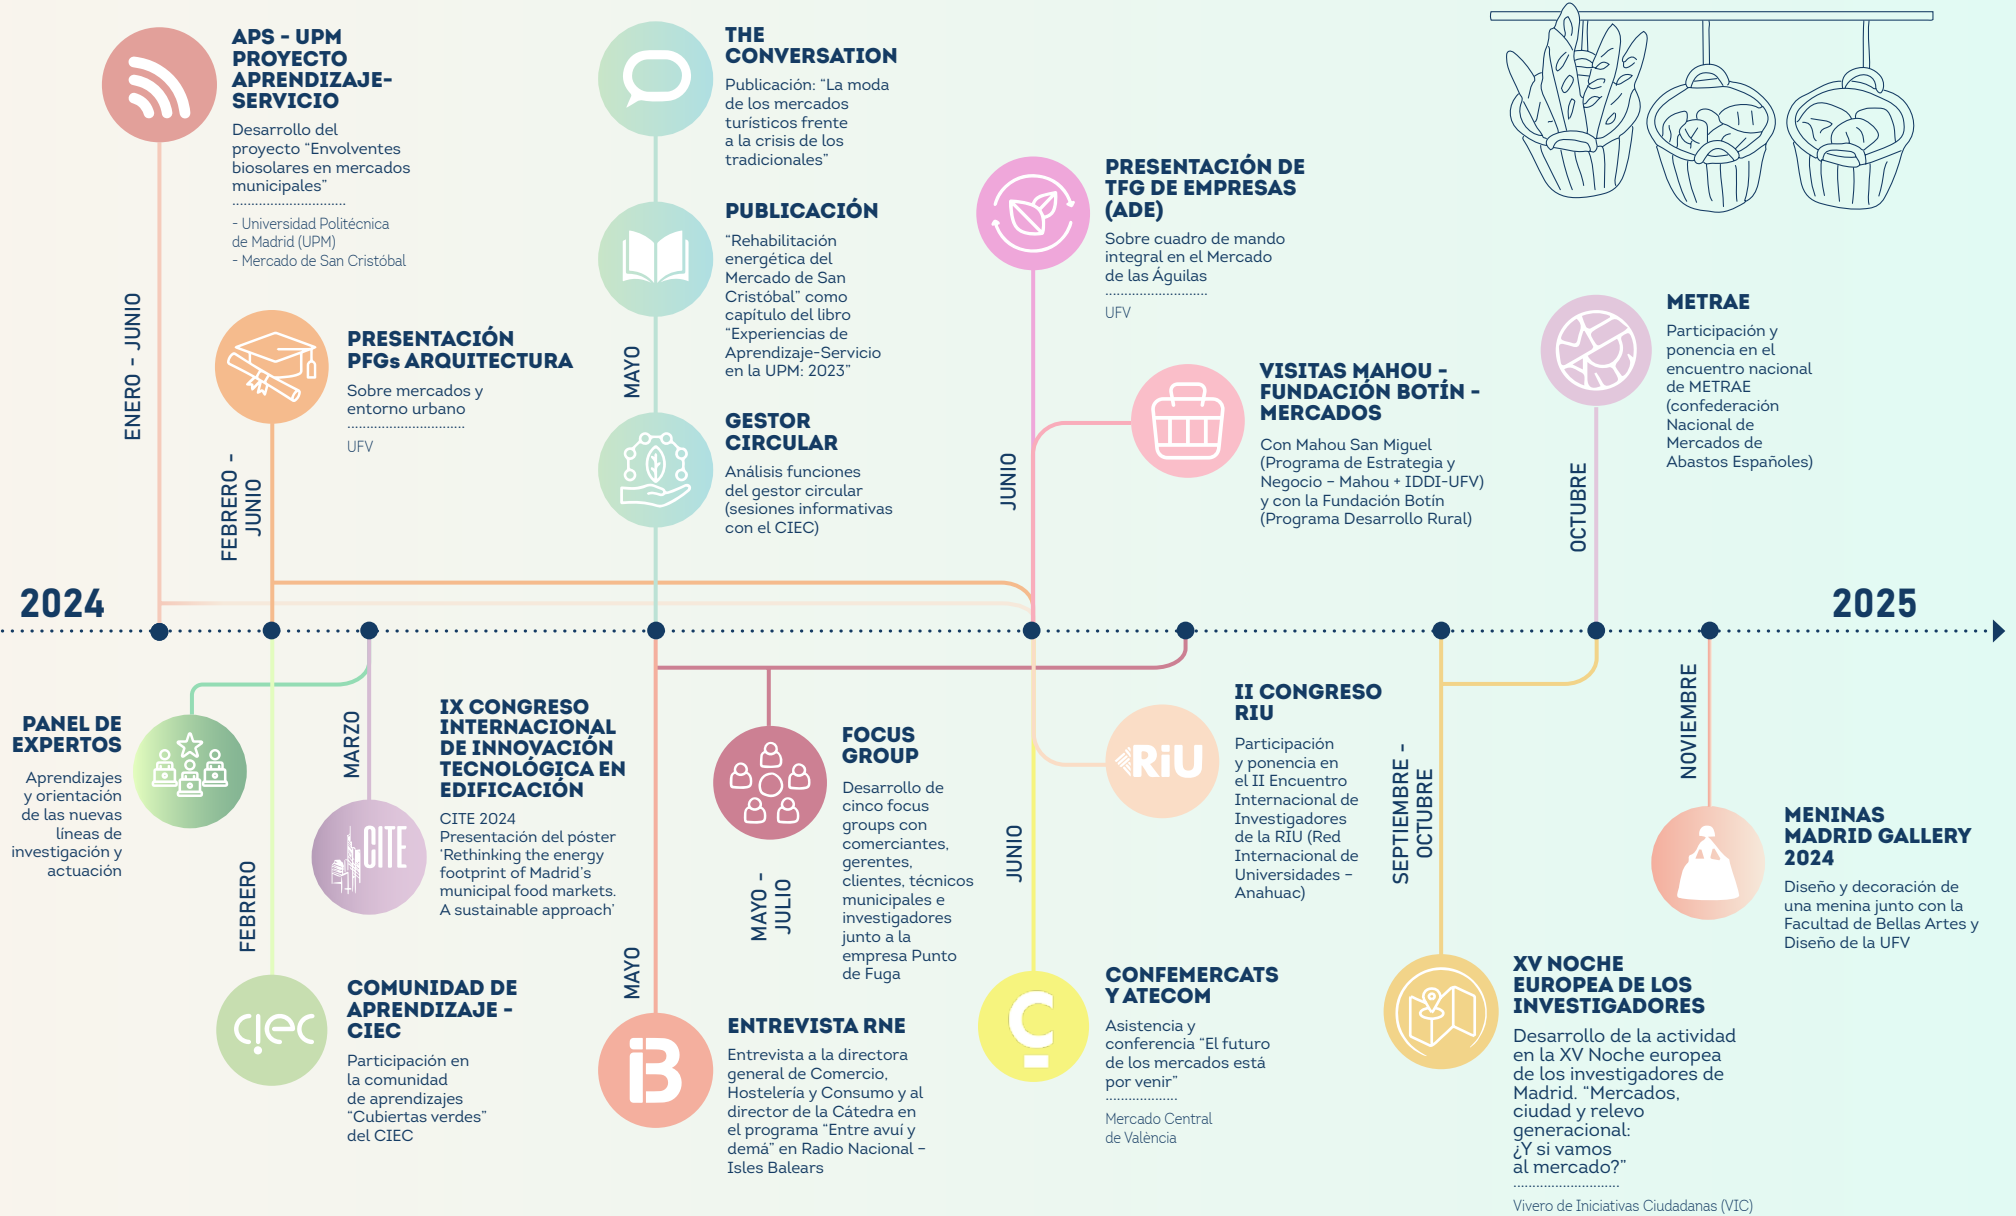 APS - UPM
PROYECTO
APRENDIZAJE-
SERVICIO
Desarrollo del
proyecto “Envolventes
biosolares en mercados
municipales”
- Universidad Politécnica
de Madrid (UPM)
- Mercado de San Cristóbal
ENERO - JUNIO
PRESENTACIÓN
PFGs ARQUITECTURA
Sobre mercados y
entorno urbano
UFV
FEBRERO -
JUNIO
THE
CONVERSATION
Publicación: “La moda
de los mercados
turísticos frente
a la crisis de los
tradicionales”
PUBLICACIÓN
“Rehabilitación
energética del
Mercado de San
Cristóbal” como
capítulo del libro
“Experiencias de
Aprendizaje-Servicio
en la UPM: 2023”
MAYO
GESTOR
CIRCULAR
Análisis funciones
del gestor circular
(sesiones informativas
con el CIEC)
PRESENTACIÓN DE
TFG DE EMPRESAS
(ADE)
Sobre cuadro de mando
integral en el Mercado
de las Águilas
UFV
JUNIO
VISITAS MAHOU -
FUNDACIÓN BOTÍN -
MERCADOS
Con Mahou San Miguel
(Programa de Estrategia y
Negocio – Mahou + IDDI-UFV)
y con la Fundación Botín
(Programa Desarrollo Rural)
METRAE
Participación y
ponencia en el
encuentro nacional
de METRAE
(confederación
Nacional de
Mercados de
Abastos Españoles)
OCTUBRE
2024
2025
PANEL DE
EXPERTOS
Aprendizajes
y orientación
de las nuevas
líneas de
investigación y
actuación
FEBRERO
ciec
COMUNIDAD DE
APRENDIZAJE -
CIEC
Participación en
la comunidad
de aprendizajes
“Cubiertas verdes”
del CIEC
MARZO
CITE
IX CONGRESO
INTERNACIONAL
DE INNOVACIÓN
TECNOLÓGICA EN
EDIFICACIÓN
CITE 2024
Presentación del póster
‘Rethinking the energy
footprint of Madrid’s
municipal food markets.
A sustainable approach’
MAYO
IB
ENTREVISTA RNE
Entrevista a la directora
general de Comercio,
Hostelería y Consumo y al
director de la Cátedra en
el programa “Entre avuí y
demá” en Radio Nacional –
Isles Balears
MAYO -
JULIO
FOCUS
GROUP
Desarrollo de
cinco focus
groups con
comerciantes,
gerentes,
clientes, técnicos
municipales e
investigadores
junto a la
empresa Punto
de Fuga
JUNIO
Ç
CONFEMERCATS
Y ATECOM
Asistencia y
conferencia “El futuro
de los mercados está
por venir”
Mercado Central
de València
RiU
II CONGRESO
RIU
Participación
y ponencia en
el II Encuentro
Internacional de
Investigadores
de la RIU (Red
Internacional de
Universidades –
Anahuac)
SEPTIEMBRE -
OCTUBRE
XV NOCHE
EUROPEA DE LOS
INVESTIGADORES
Desarrollo de la actividad
en la XV Noche europea
de los investigadores de
Madrid. “Mercados,
ciudad y relevo
generacional:
¿Y si vamos
al mercado?”
Vivero de Iniciativas Ciudadanas (VIC)
NOVIEMBRE
MENINAS
MADRID GALLERY
2024
Diseño y decoración de
una menina junto con la
Facultad de Bellas Artes y
Diseño de la UFV